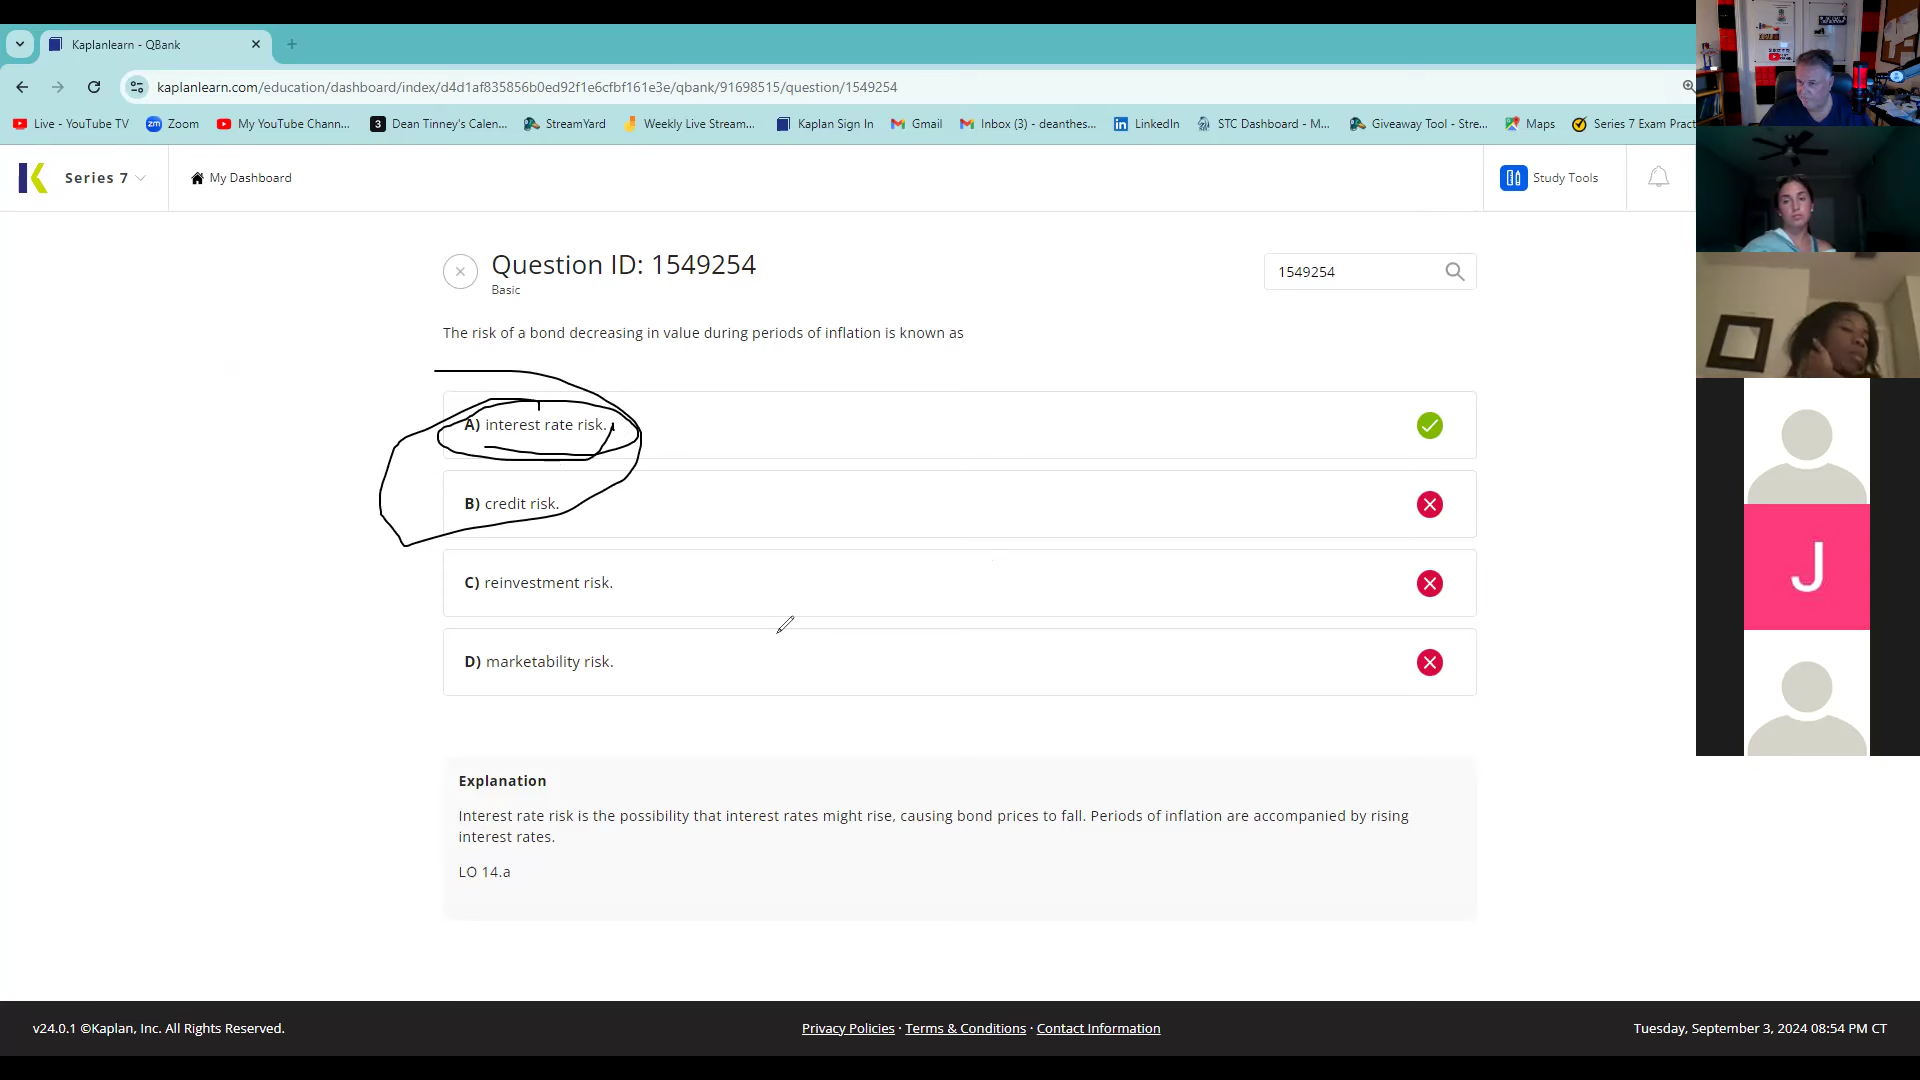 Kaplanlearn - QBank
kaplanlearn.com/education/dashboard/index/d4d1af835856b0ed92f1e6cfbf161e3e/qbank/91698515/question/1549254
Live - YouTube TV
zm Zoom
My YouTube Chann...
3 Dean Tinney's Calen...
StreamYard
Weekly Live Stream...
Kaplan Sign In
Gmail
Inbox (3) - deanthes...
LinkedIn
STC Dashboard - M...
Giveaway Tool - Stre...
Maps
Series 7 Exam Pract
Series 7
My Dashboard
Study Tools
Question ID: 1549254
Basic
1549254
The risk of a bond decreasing in value during periods of inflation is known as
A) interest rate risk.
B) credit risk.
C) reinvestment risk.
D) marketability risk.
J
Explanation
Interest rate risk is the possibility that interest rates might rise, causing bond prices to fall. Periods of inflation are accompanied by rising
interest rates.
LO 14.a
v24.0.1 ©Kaplan, Inc. All Rights Reserved.
Privacy Policies · Terms & Conditions · Contact Information
Tuesday, September 3, 2024 08:54 PM CT